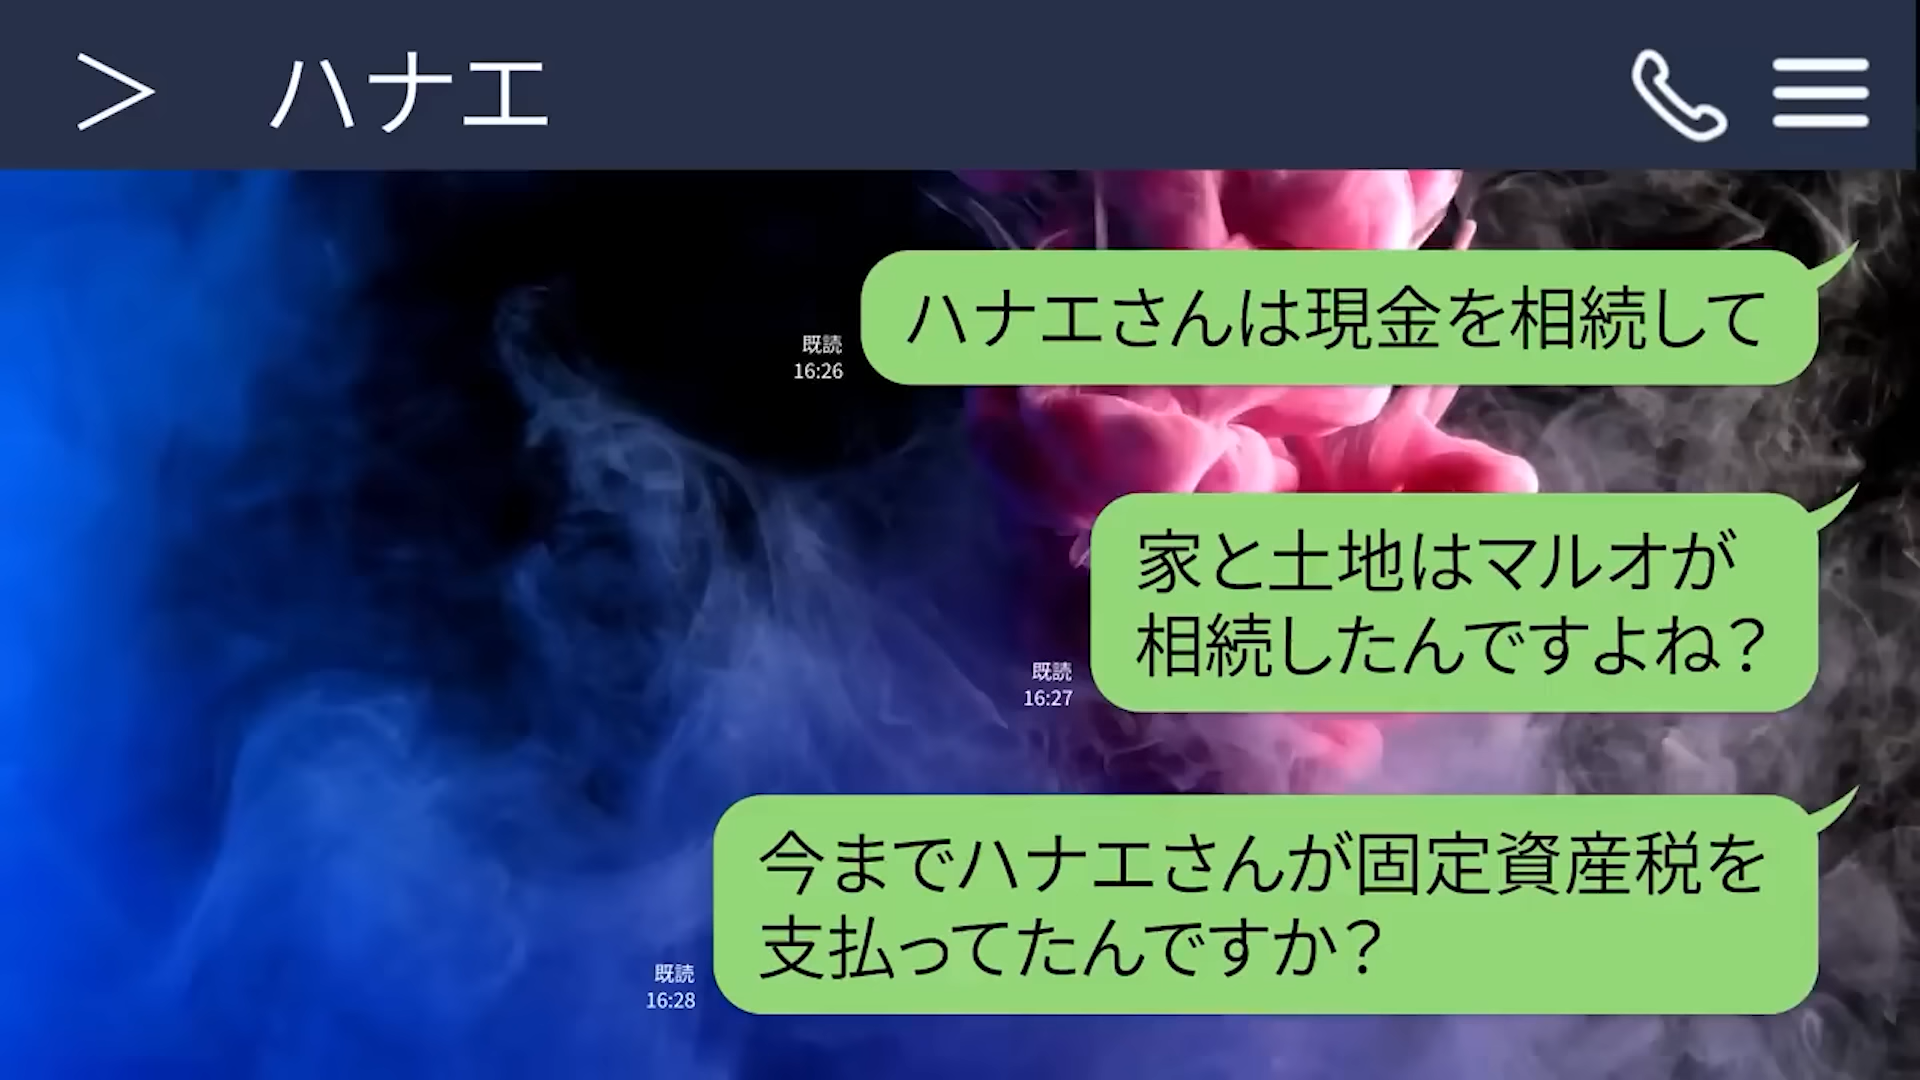 ＞ ハナエ
ハナエさんは現金を相続して
既読
16:26
家と土地はマルオが
相続したんですよね？
既読
16:27
今までハナエさんが固定資産税を
支払ってたんですか？
既読
16:28